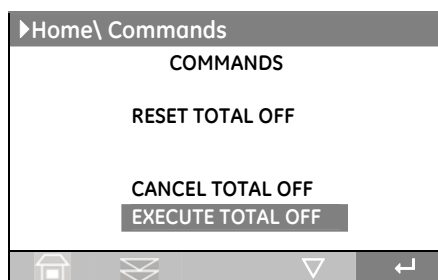 ▶Home\ Commands
COMMANDS
RESET TOTAL OFF
CANCEL TOTAL OFF
EXECUTE TOTAL OFF